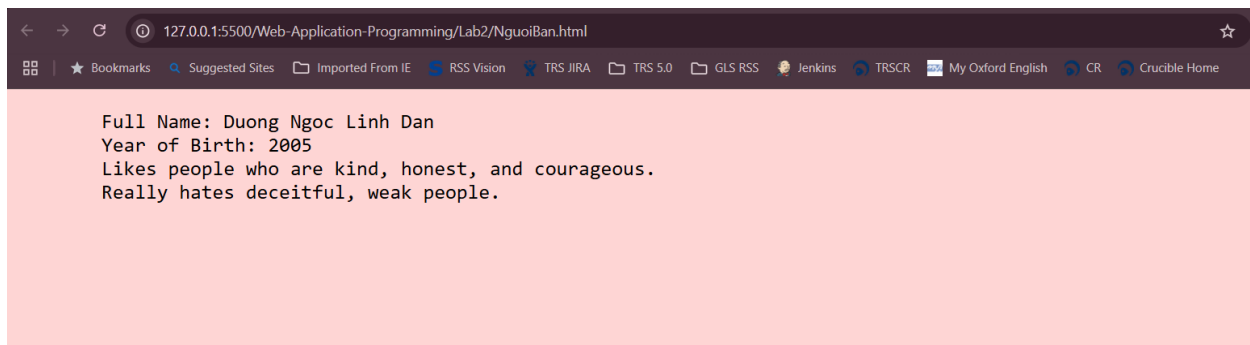 127.0.0.1:5500/Web-Application-Programming/Lab2/NguoiBan.html
Bookmarks Suggested Sites Imported From IE RSS Vision TRS JIRA TRS 5.0 GLS RSS Jenkins TRSCR My Oxford English CR Crucible Home
Full Name: Duong Ngoc Linh Dan
Year of Birth: 2005
Likes people who are kind, honest, and courageous.
Really hates deceitful, weak people.